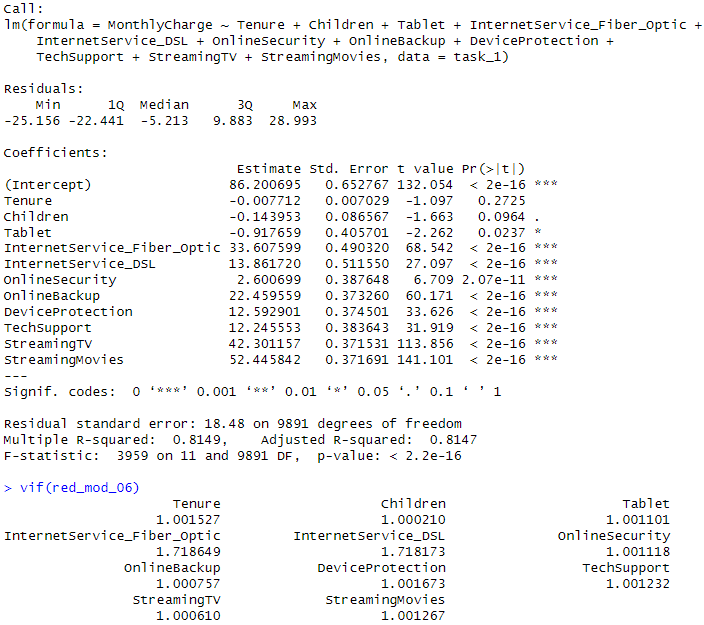 Call:
lm(formula = MonthlyCharge ~ Tenure + Children + Tablet + InternetService_Fiber_Optic +
    InternetService_DSL + OnlineSecurity + OnlineBackup + DeviceProtection +
    TechSupport + StreamingTV + StreamingMovies, data = task_1)

Residuals:
    Min      1Q  Median      3Q     Max
-25.156 -22.441  -5.213   9.883  28.993

Coefficients:
                             Estimate Std. Error t value Pr(>|t|)
(Intercept)                 86.200695   0.652767 132.054  < 2e-16 ***
Tenure                      -0.007712   0.007029  -1.097   0.2725
Children                    -0.143953   0.086567  -1.663   0.0964 .
Tablet                      -0.917659   0.405701  -2.262   0.0237 *
InternetService_Fiber_Optic 33.607599   0.490320  68.542  < 2e-16 ***
InternetService_DSL         13.861720   0.511550  27.097  < 2e-16 ***
OnlineSecurity               2.600699   0.387648   6.709 2.07e-11 ***
OnlineBackup                22.459559   0.373260  60.171  < 2e-16 ***
DeviceProtection            12.592901   0.374501  33.626  < 2e-16 ***
TechSupport                 12.245553   0.383643  31.919  < 2e-16 ***
StreamingTV                 42.301157   0.371531 113.856  < 2e-16 ***
StreamingMovies             52.445842   0.371691 141.101  < 2e-16 ***
---
Signif. codes:  0 ‘***’ 0.001 ‘**’ 0.01 ‘*’ 0.05 ‘.’ 0.1 ‘ ’ 1

Residual standard error: 18.48 on 9891 degrees of freedom
Multiple R-squared:  0.8149,    Adjusted R-squared:  0.8147
F-statistic:  3959 on 11 and 9891 DF,  p-value: < 2.2e-16

> vif(red_mod_06)
                     Tenure                    Children                      Tablet
                   1.001527                    1.000210                    1.001101
InternetService_Fiber_Optic         InternetService_DSL              OnlineSecurity
                   1.718649                    1.718173                    1.001118
               OnlineBackup            DeviceProtection                 TechSupport
                   1.000757                    1.001673                    1.001232
                StreamingTV             StreamingMovies
                   1.000610                    1.001267